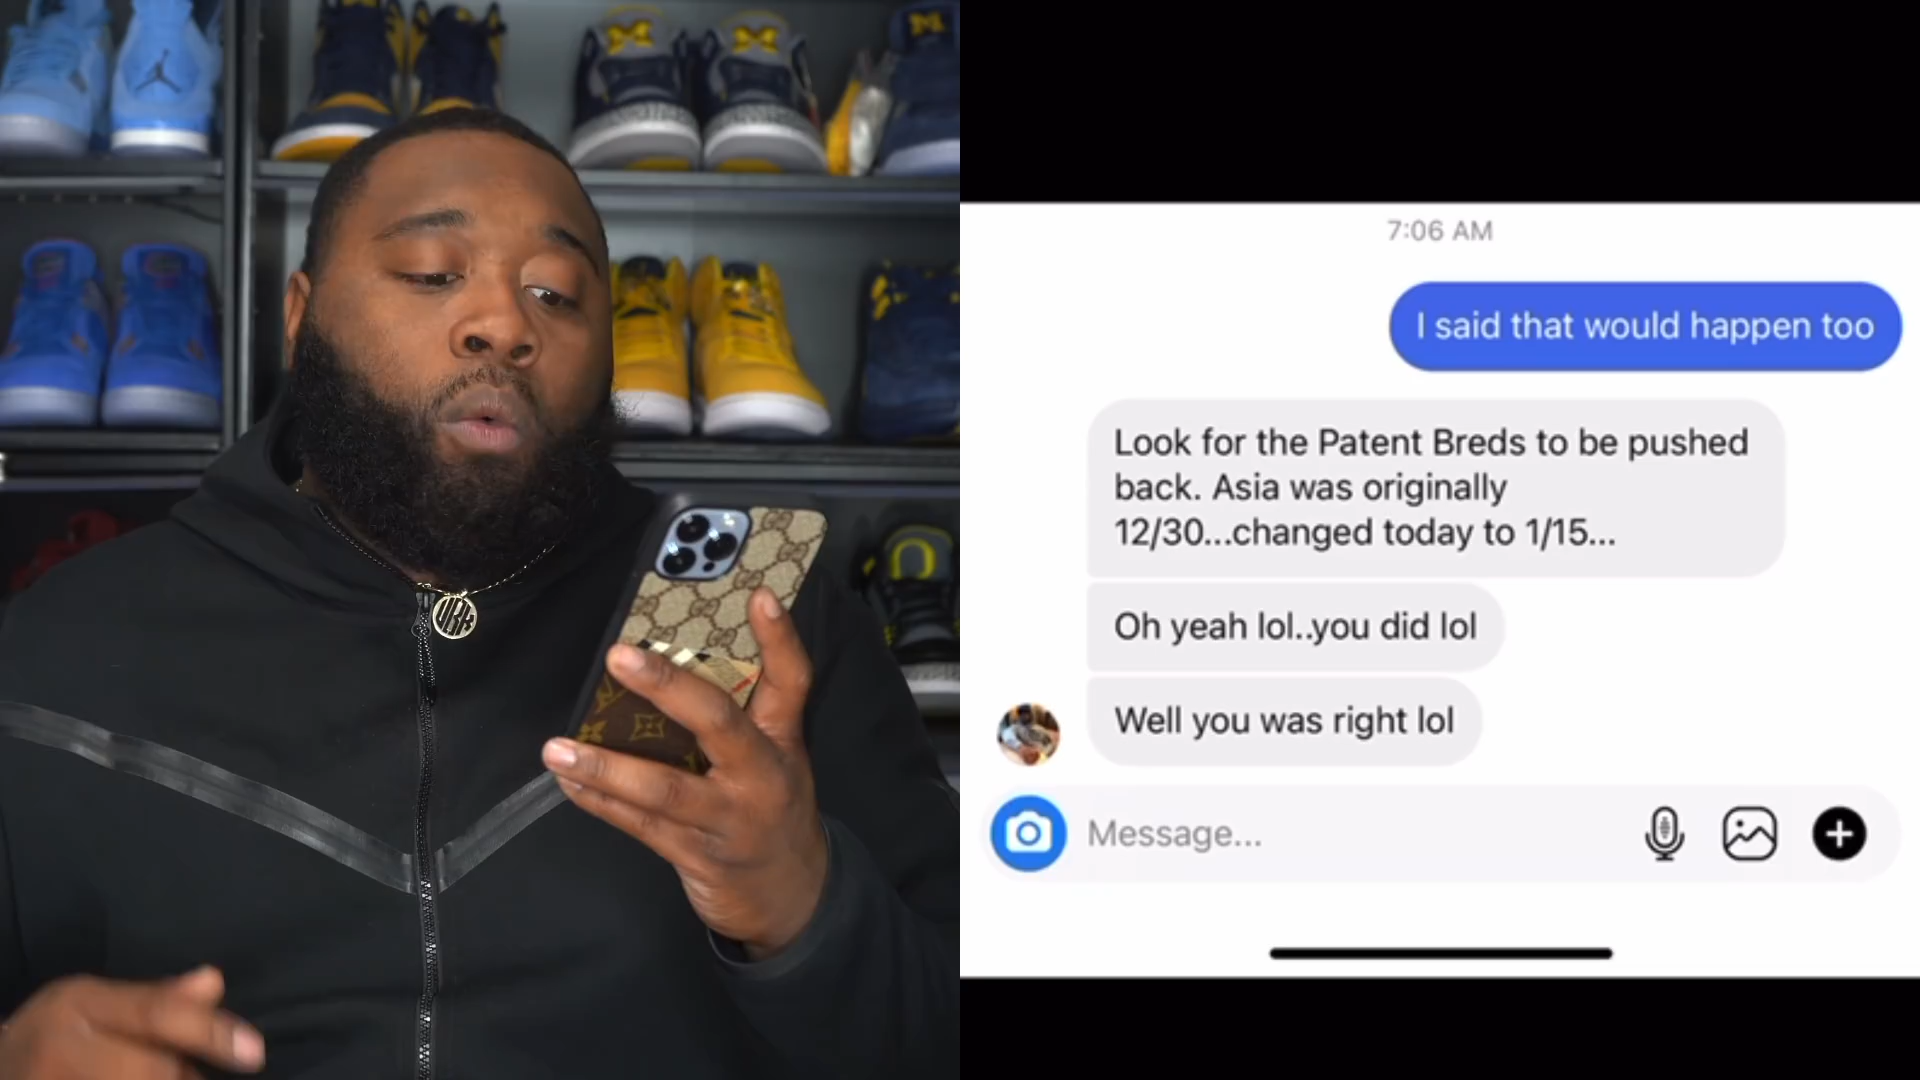 7:06 AM
I said that would happen too
Look for the Patent Breds to be pushed
back. Asia was originally
12/30...changed today to 1/15...
Oh yeah lol..you did lol
Well you was right lol
Message...